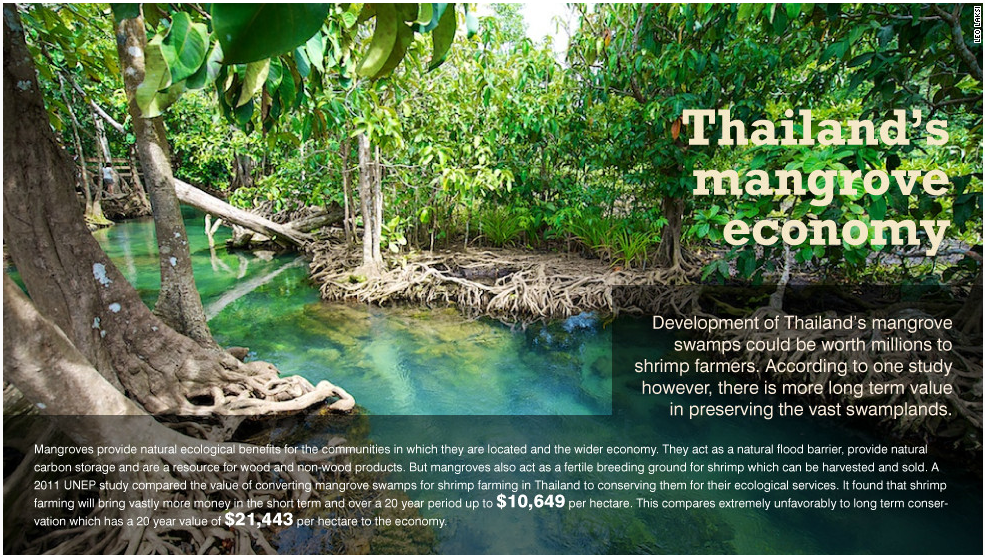 LEO LAKSI
Thailand's
mangrove
economy
Development of Thailand's mangrove
swamps could be worth millions to
shrimp farmers. According to one study
however, there is more long term value
in preserving the vast swamplands.
Mangroves provide natural ecological benefits for the communities in which they are located and the wider economy. They act as a natural flood barrier, provide natural
carbon storage and are a resource for wood and non-wood products. But mangroves also act as a fertile breeding ground for shrimp which can be harvested and sold. A
2011 UNEP study compared the value of converting mangrove swamps for shrimp farming in Thailand to conserving them for their ecological services. It found that shrimp
farming will bring vastly more money in the short term and over a 20 year period up to $10,649 per hectare. This compares extremely unfavorably to long term conser-
vation which has a 20 year value of $21,443 per hectare to the economy.